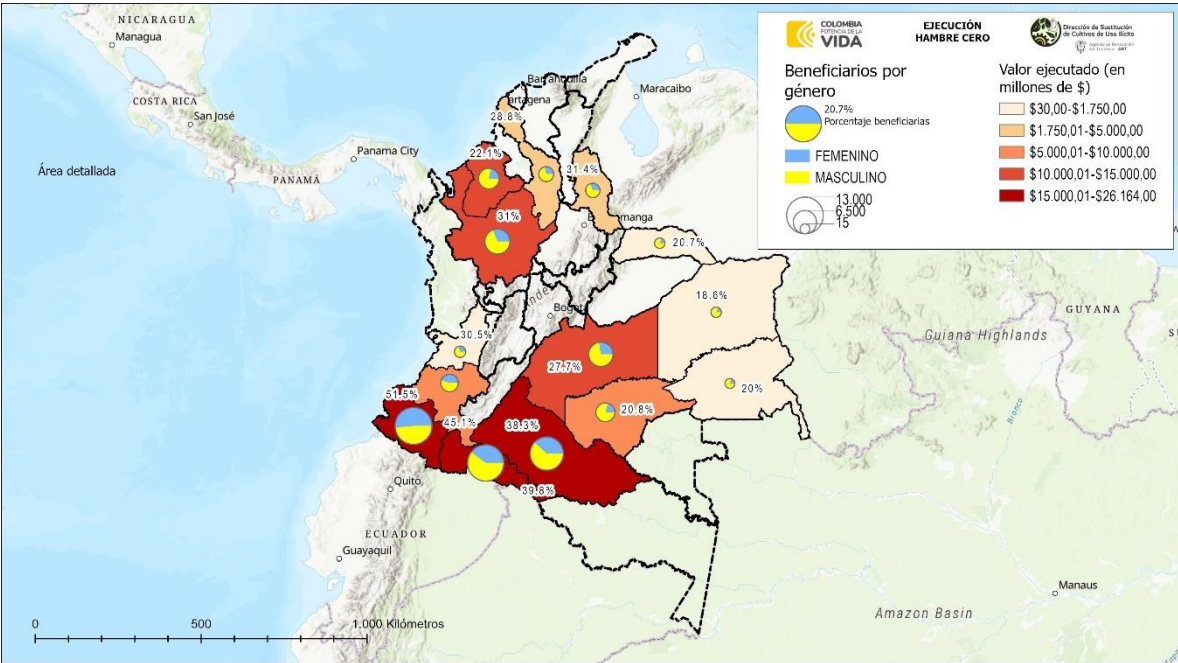 NICARAGUA
Managua
COSTA RICA
San José
Panama City
PANAMÁ
Área detallada
Barranquilla
artagena
Maracaibo
28.8%
22.1%
31.4%
31%
manga
20.7%
18.6%
Ande
Bogot
30.5%
27.7%
20%
51.5%
45.1%
20.8%
38.3%
39.8%
Quito
ECUADOR
Guayaquil
GUYANA
Guiana Highlands
Branco
Manaus
Amazon Basin
0 500 1.000 Kilómetros
COLOMBIA
POTENCIA DE LA
VIDA
EJECUCIÓN
HAMBRE CERO
Dirección de Sustitución
de Cultivos de Uso Ilícito
Beneficiarios por
género
20.7%
Porcentaje beneficiarias
FEMENINO
MASCULINO
13.000
6.500
15
Valor ejecutado (en
millones de $)
$30,00-$1.750,00
$1.750,01-$5.000,00
$5.000,01-$10.000,00
$10.000,01-$15.000,00
$15.000,01-$26.164,00